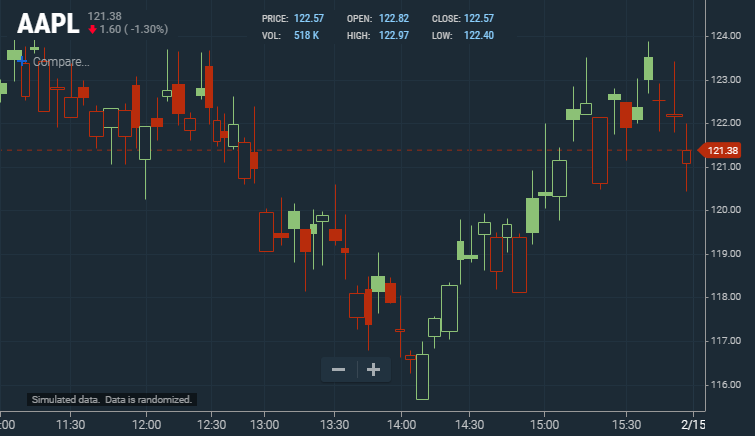 AAPL 121.38
1.60 ( -1.30%)
PRICE: 122.57 OPEN: 122.82 CLOSE: 122.57
VOL: 518 K HIGH: 122.97 LOW: 122.40
Compare...
124.00
123.00
122.00
121.38
121.00
120.00
119.00
118.00
117.00
116.00
Simulated data. Data is randomized.
:00 11:30 12:00 12:30 13:00 13:30 14:00 14:30 15:00 15:30 2/15